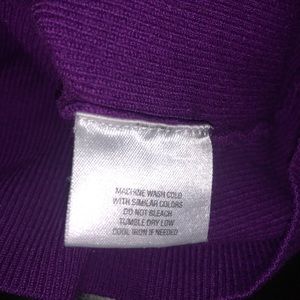 MACHINE WASH COLD
WITH SIMILAR COLORS
DO NOT BLEACH
TUMBLE DRY LOW
COOL IRON IF NEEDED